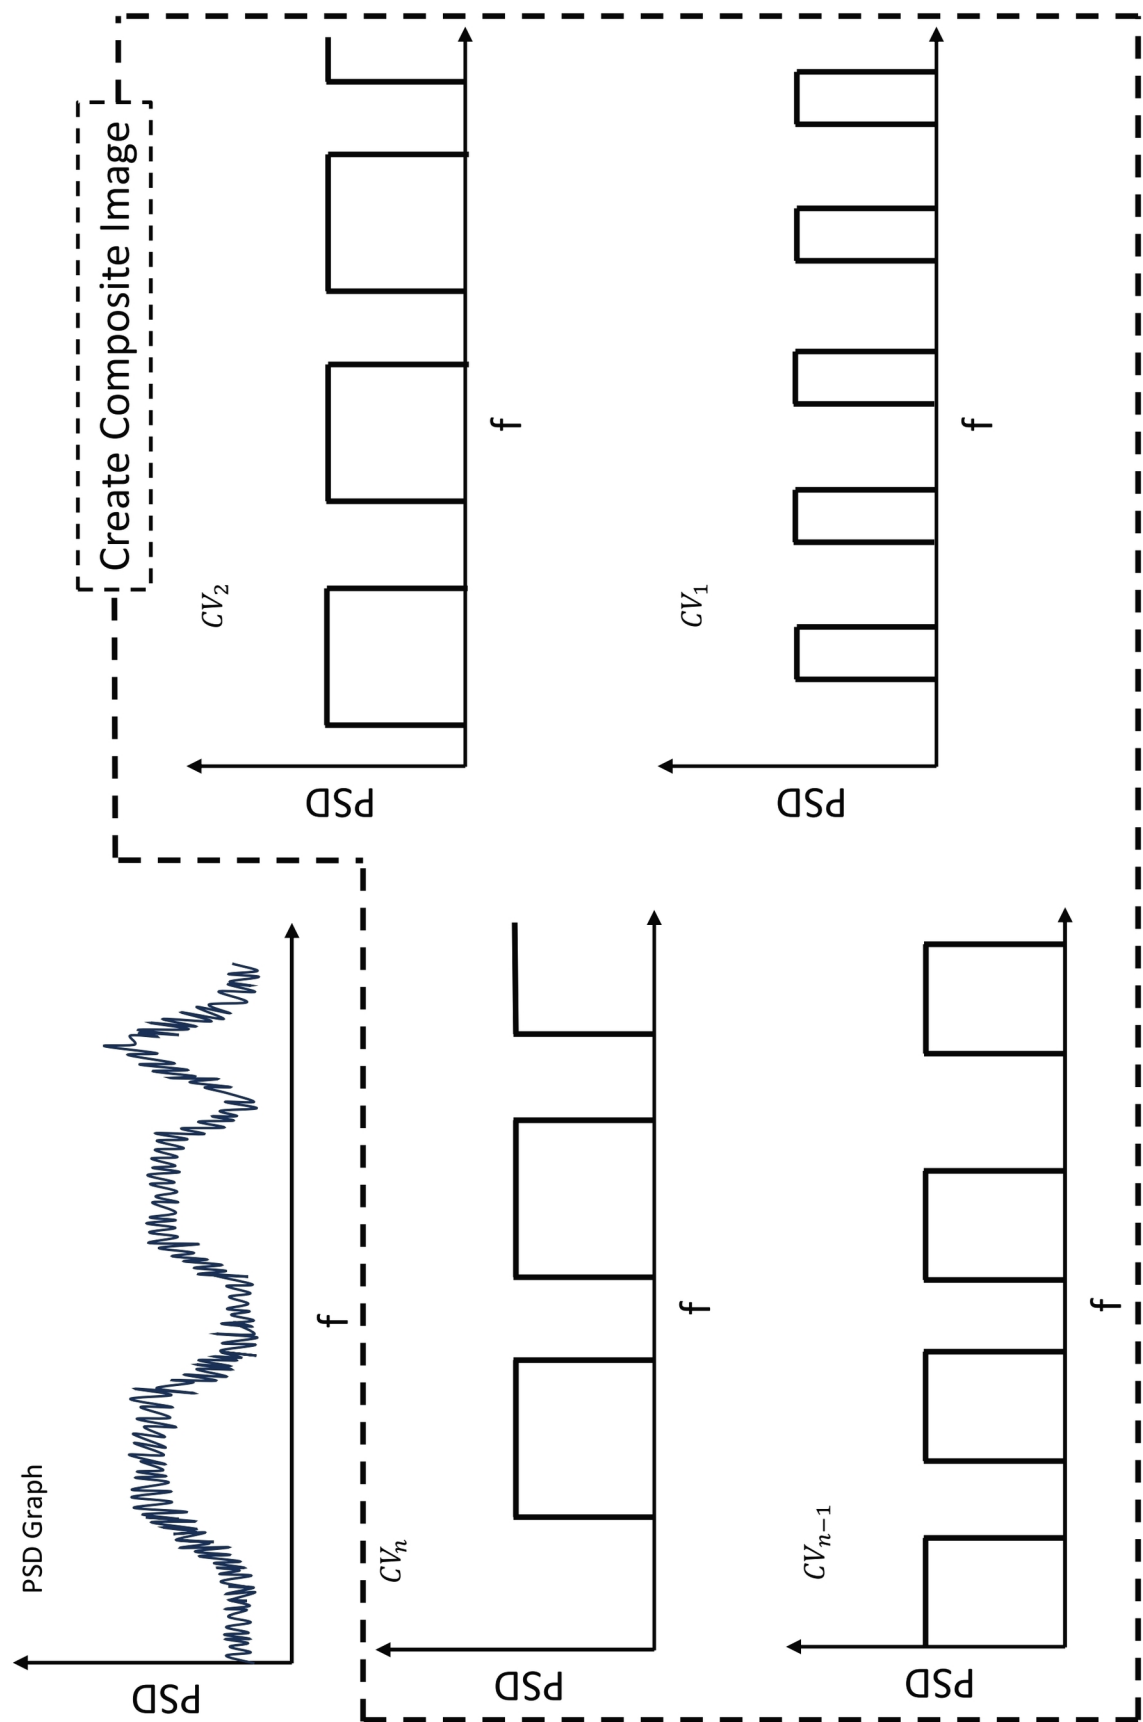 PSD Graph
PSD
f
Create Composite Image
CV₂
PSD
f
CVₙ
PSD
f
CV₁
PSD
f
CVₙ₋₁
PSD
f